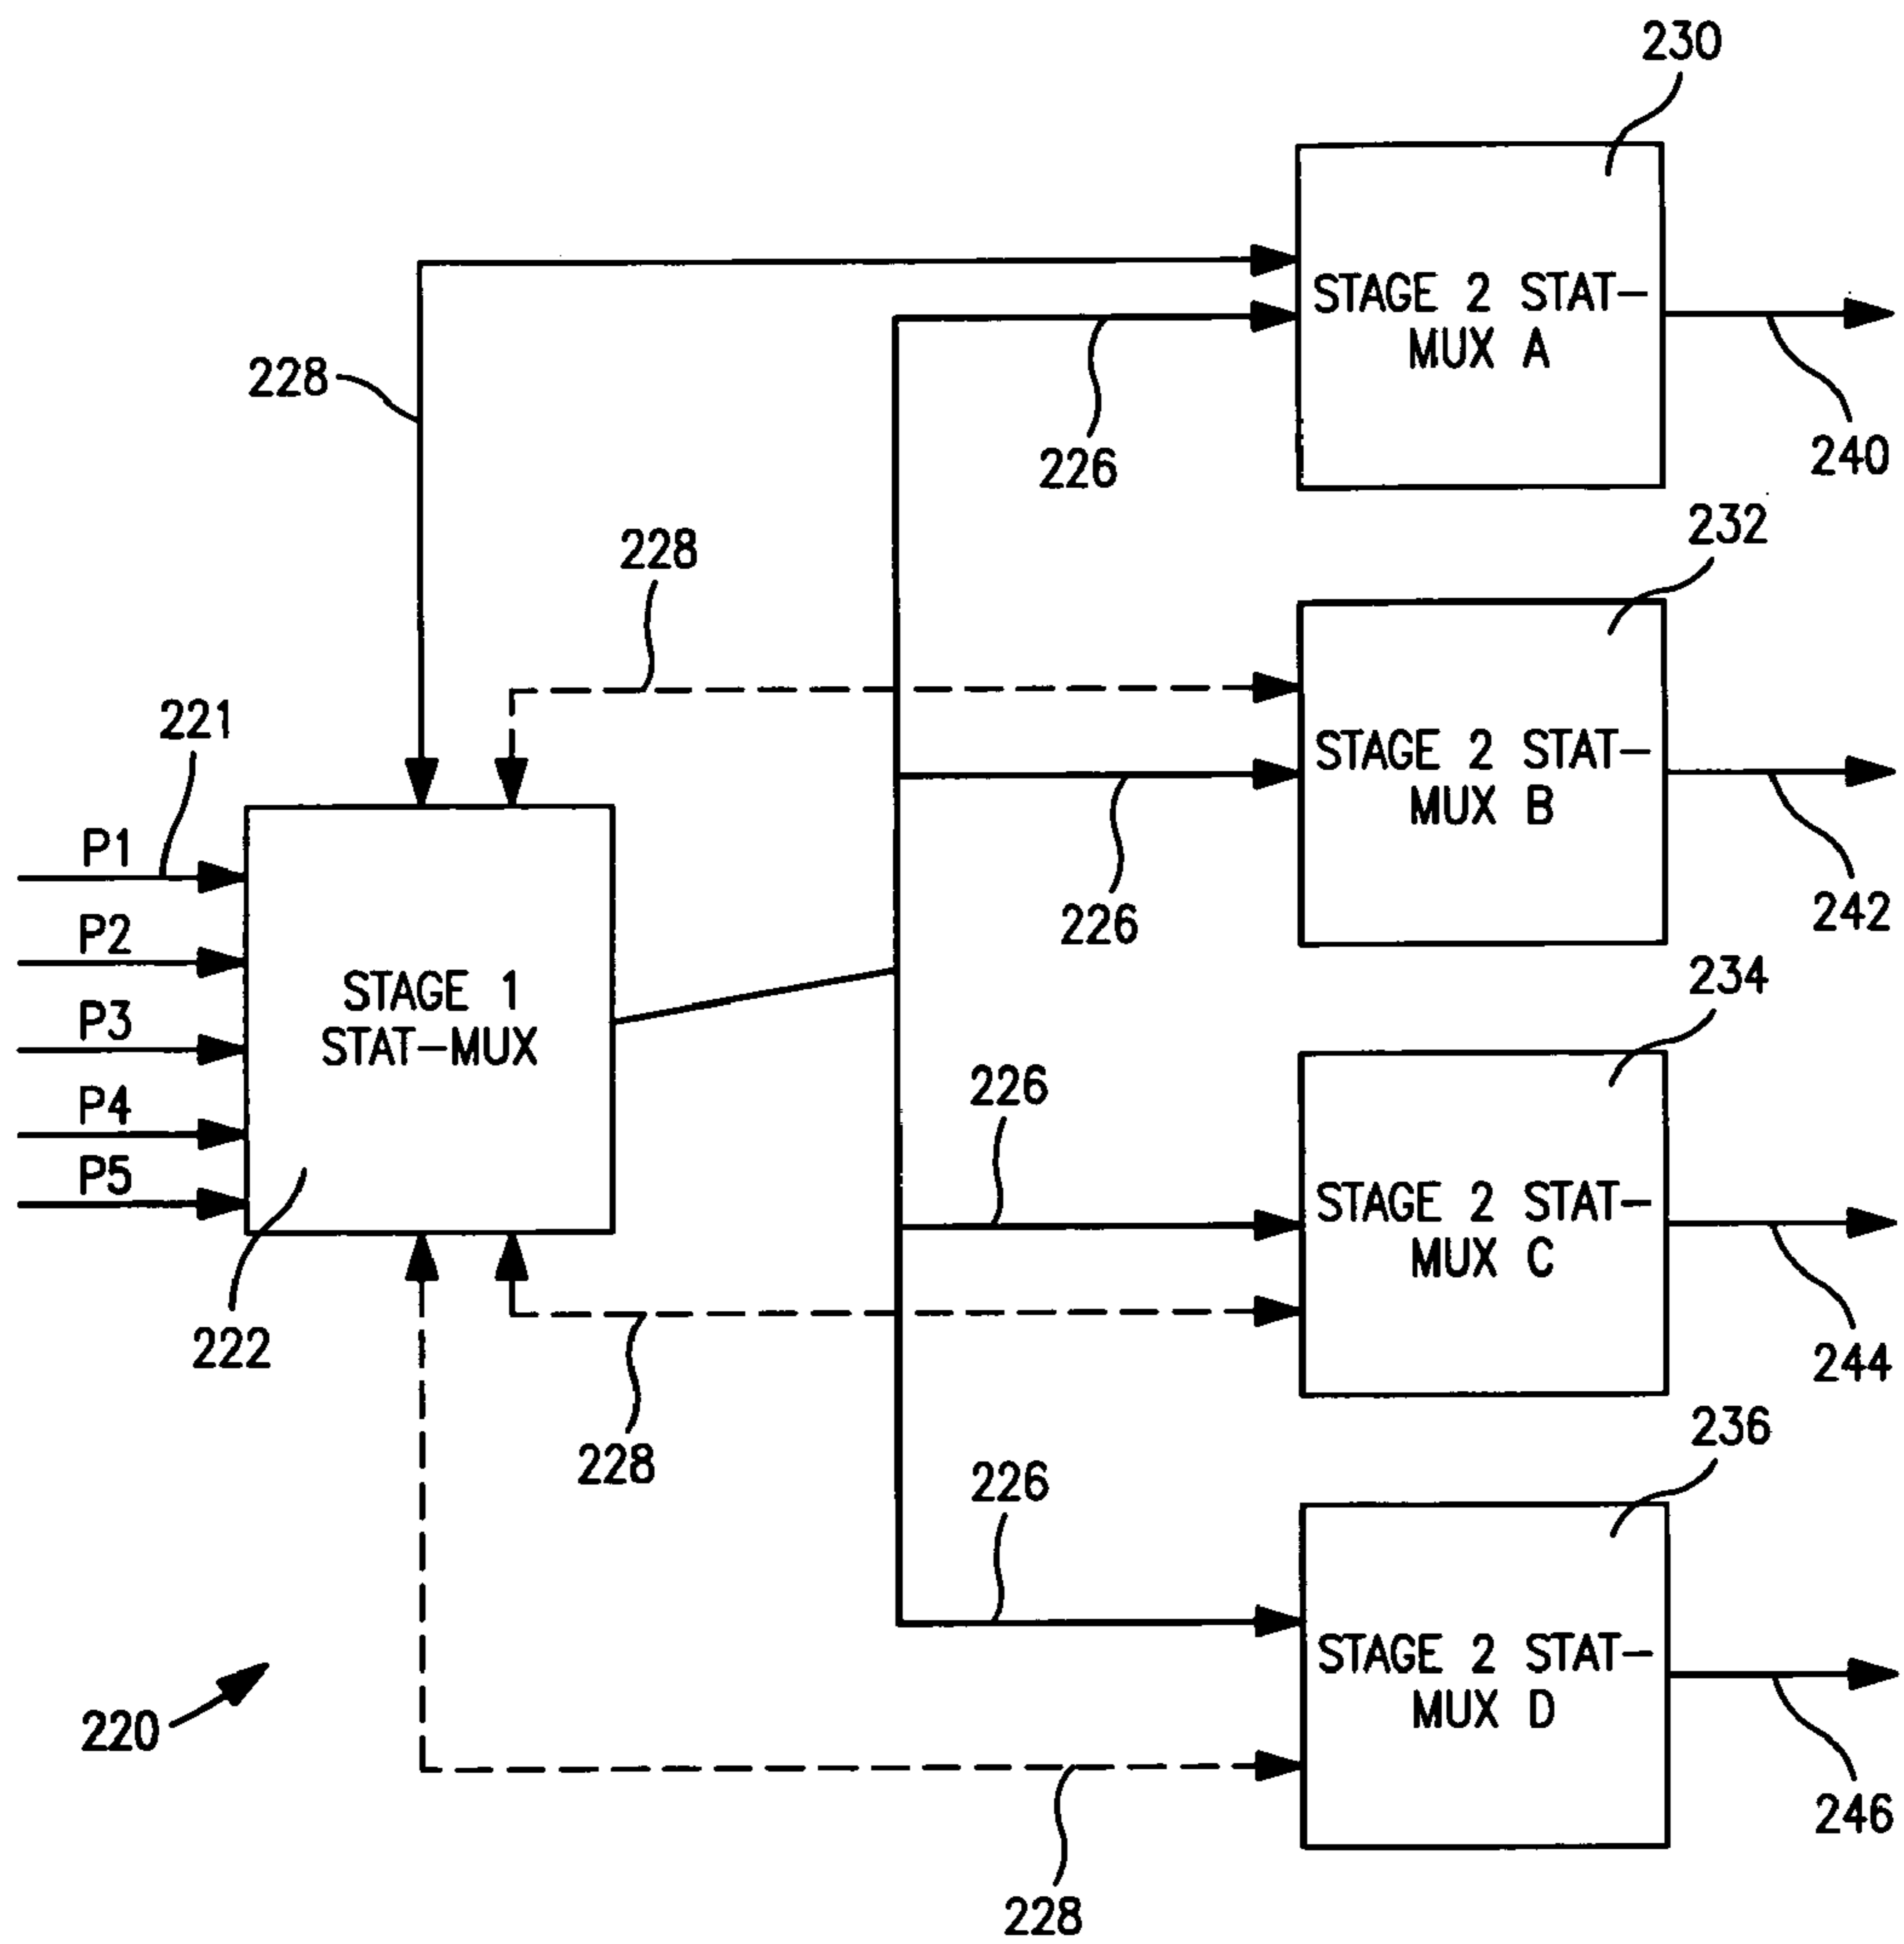 230
STAGE 2 STAT-
MUX A
228
226
240
232
228
221
STAGE 2 STAT-
MUX B
P1
226
242
P2
234
STAGE 1
STAT-MUX
P3
226
P4
P5
STAGE 2 STAT-
MUX C
222
244
228
236
226
STAGE 2 STAT-
MUX D
220
246
228